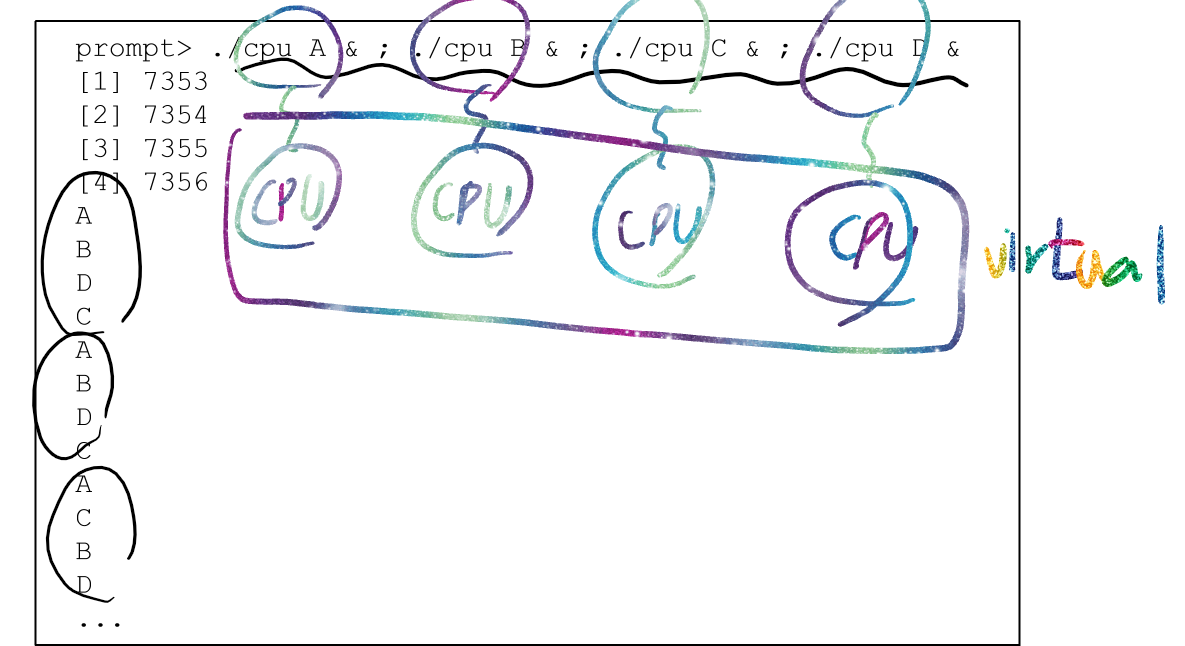 prompt> ./cpu A & ; ./cpu B & ; ./cpu C & ; ./cpu D &
[1] 7353
[2] 7354
[3] 7355
[4] 7356
A
B
D
C
A
B
D
C
A
C
B
D
...
CPU CPU CPU CPU
virtual